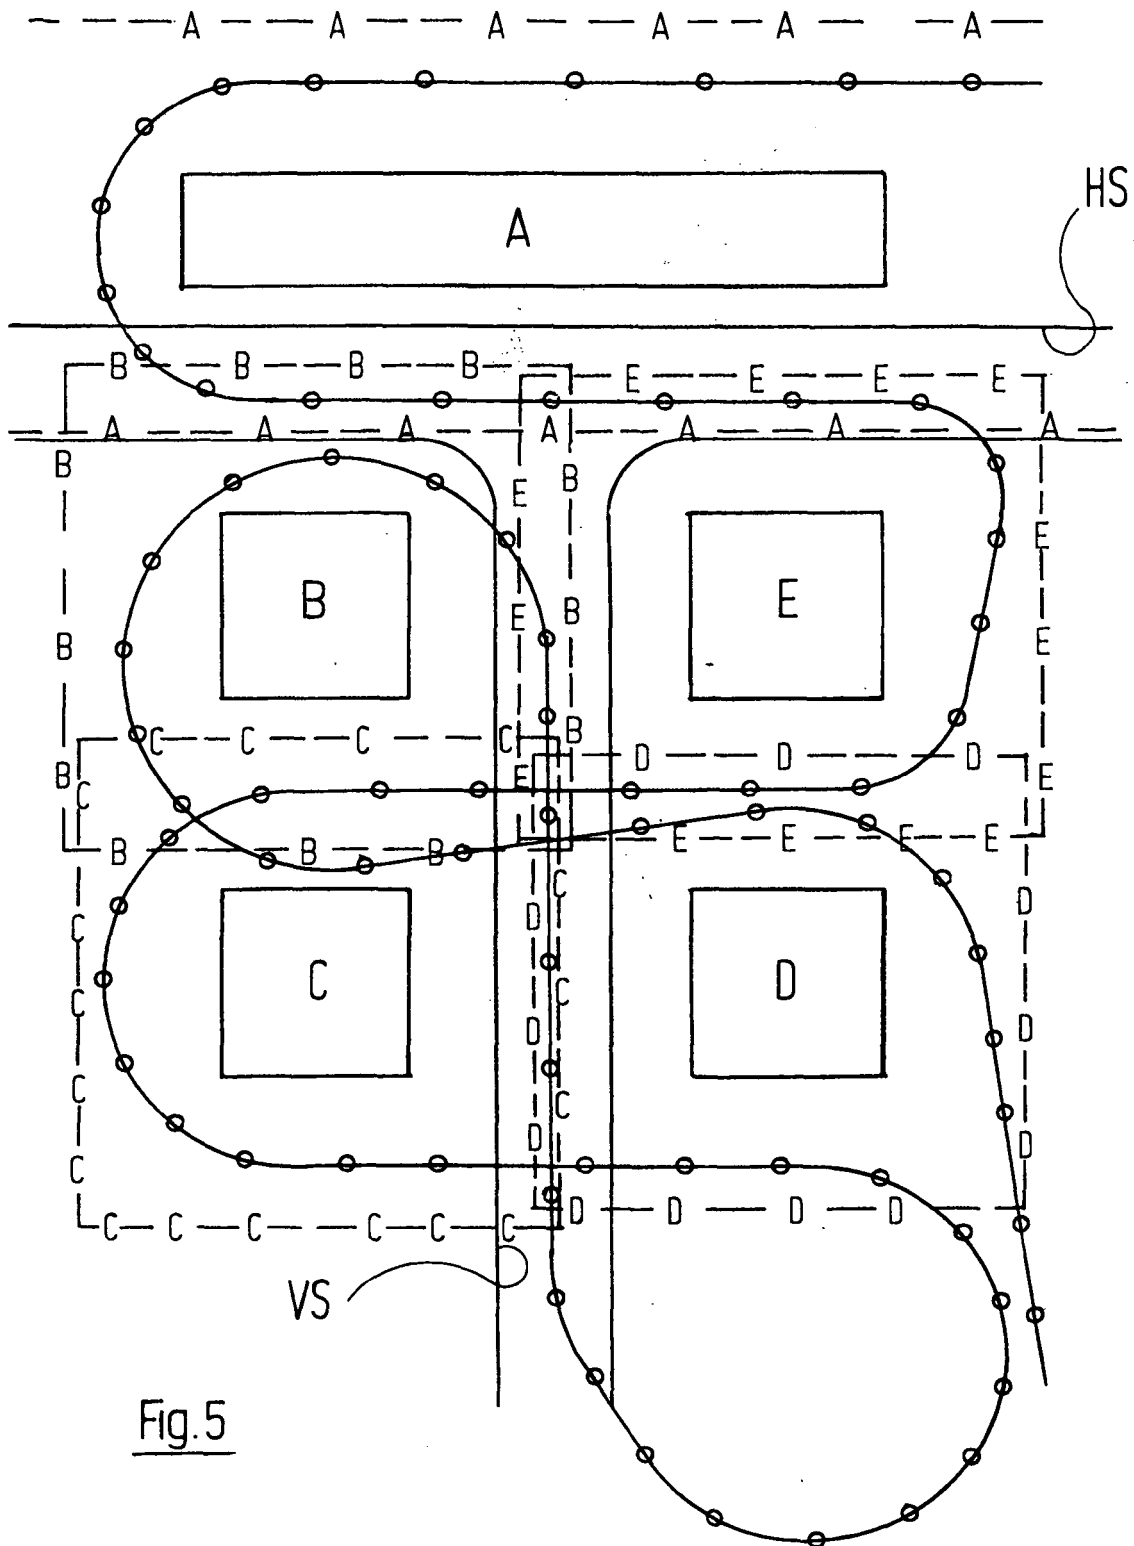 A A A A A A
A
HS
B B B B E E E E
A A A A A A A
B E B E
B E B E
B
C C C C B D D D
B C E E
B B B E E E E
C D
C D C D
B E
C D
C D C D
C D C D
C D D D D
C C C C C C
VS
Fig.5